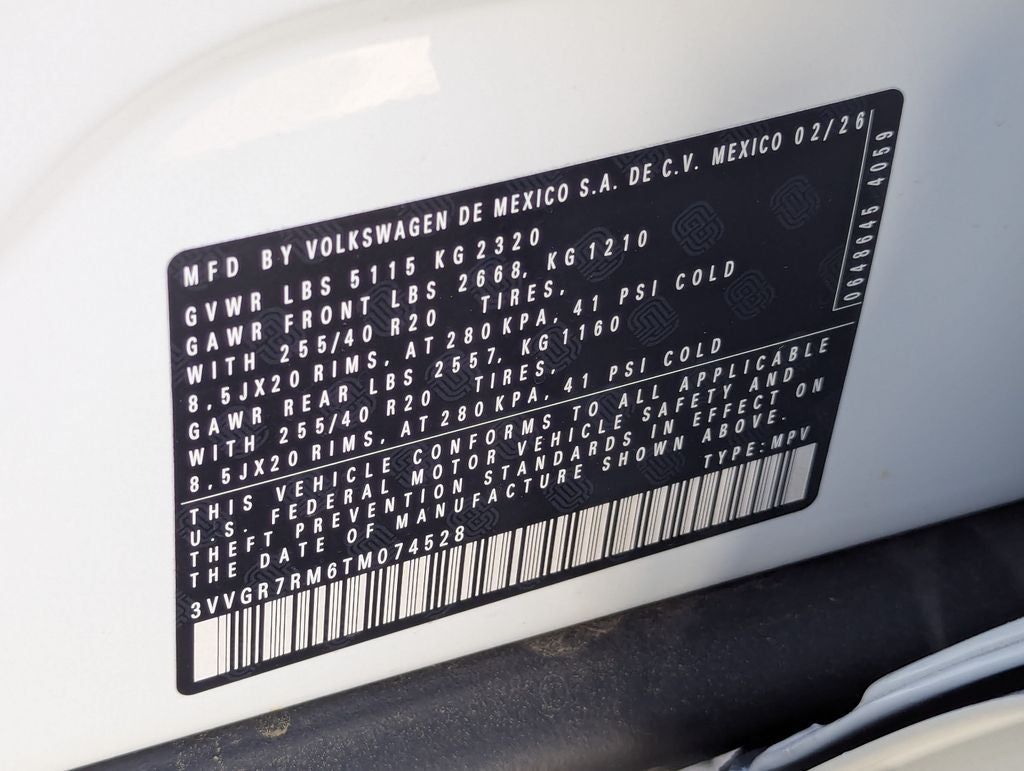 MFD BY VOLKSWAGEN DE MEXICO S.A. DE C.V. MEXICO 02/26
GVWR LBS 5115 KG 2320
GAWR FRONT LBS 2668, KG 1210
WITH 255/40 R20 TIRES,
8,5JX20 RIMS, AT 280 KPA, 41 PSI COLD
GAWR REAR LBS 2557, KG 1160
WITH 255/40 R20 TIRES,
8,5JX20 RIMS, AT 280 KPA, 41 PSI COLD
0648645 4059
THIS VEHICLE CONFORMS TO ALL APPLICABLE
U.S. FEDERAL MOTOR VEHICLE SAFETY AND
THEFT PREVENTION STANDARDS IN EFFECT ON
THE DATE OF MANUFACTURE SHOWN ABOVE.
3VVGR7RM6TM074528 TYPE: MPV